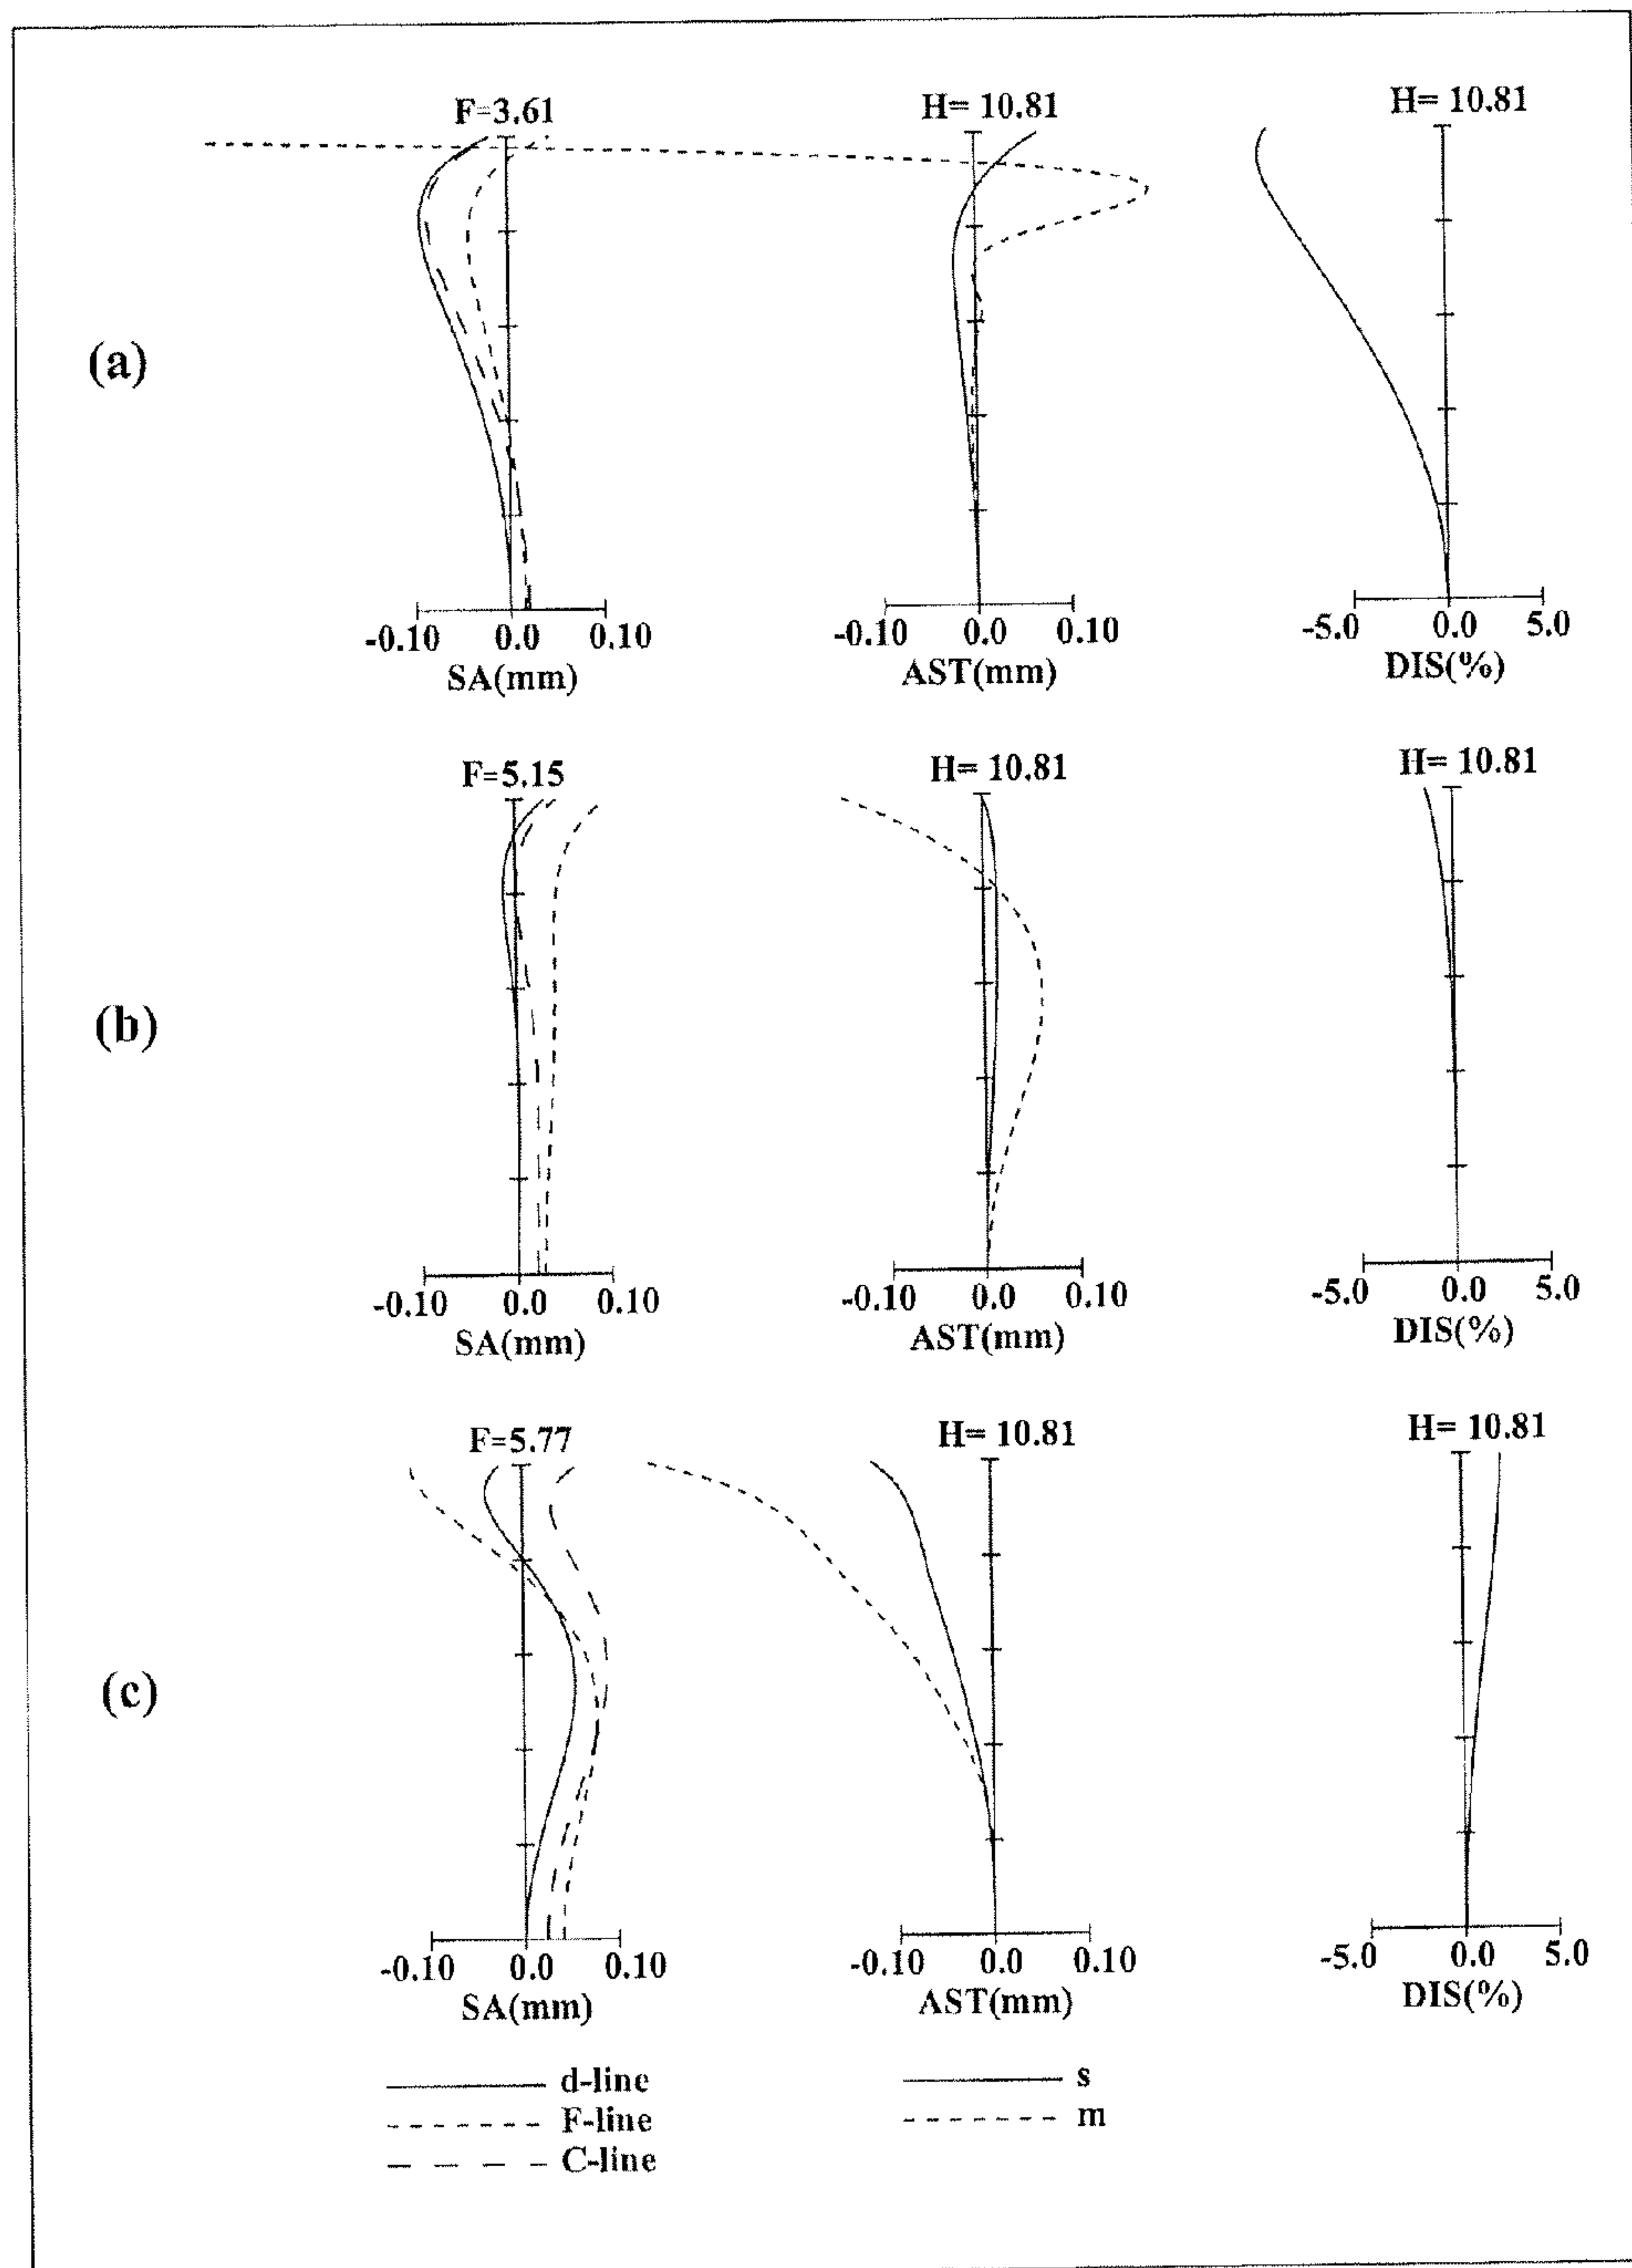 F=3.61 H= 10.81 H= 10.81
(a)
-0.10 0.0 0.10 -0.10 0.0 0.10 -5.0 0.0 5.0
SA(mm) AST(mm) DIS(%)
F=5.15 H= 10.81 H= 10.81
(b)
-0.10 0.0 0.10 -0.10 0.0 0.10 -5.0 0.0 5.0
SA(mm) AST(mm) DIS(%)
F=5.77 H= 10.81 H= 10.81
(c)
-0.10 0.0 0.10 -0.10 0.0 0.10 -5.0 0.0 5.0
SA(mm) AST(mm) DIS(%)
d-line s
F-line m
C-line